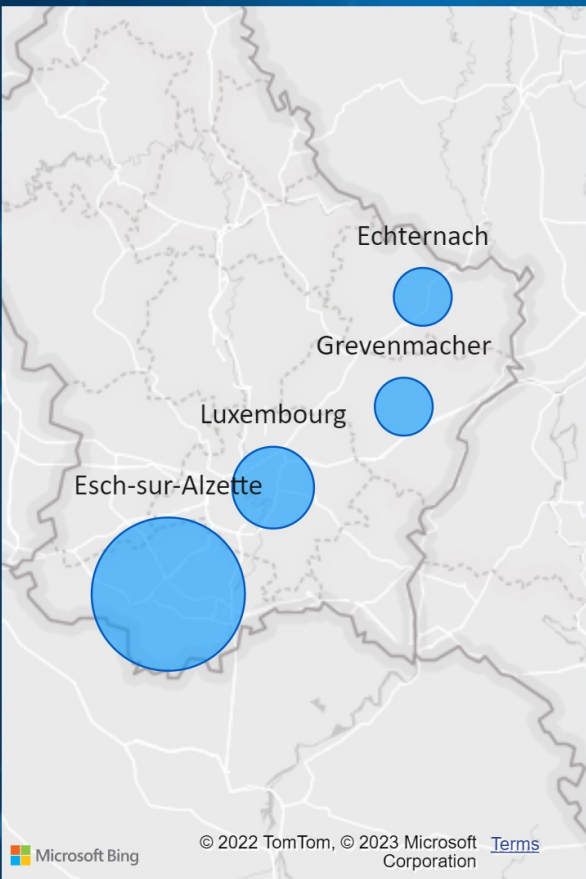 Echternach
Grevenmacher
Luxembourg
Esch-sur-Alzette
Microsoft Bing
© 2022 TomTom, © 2023 Microsoft Corporation Terms